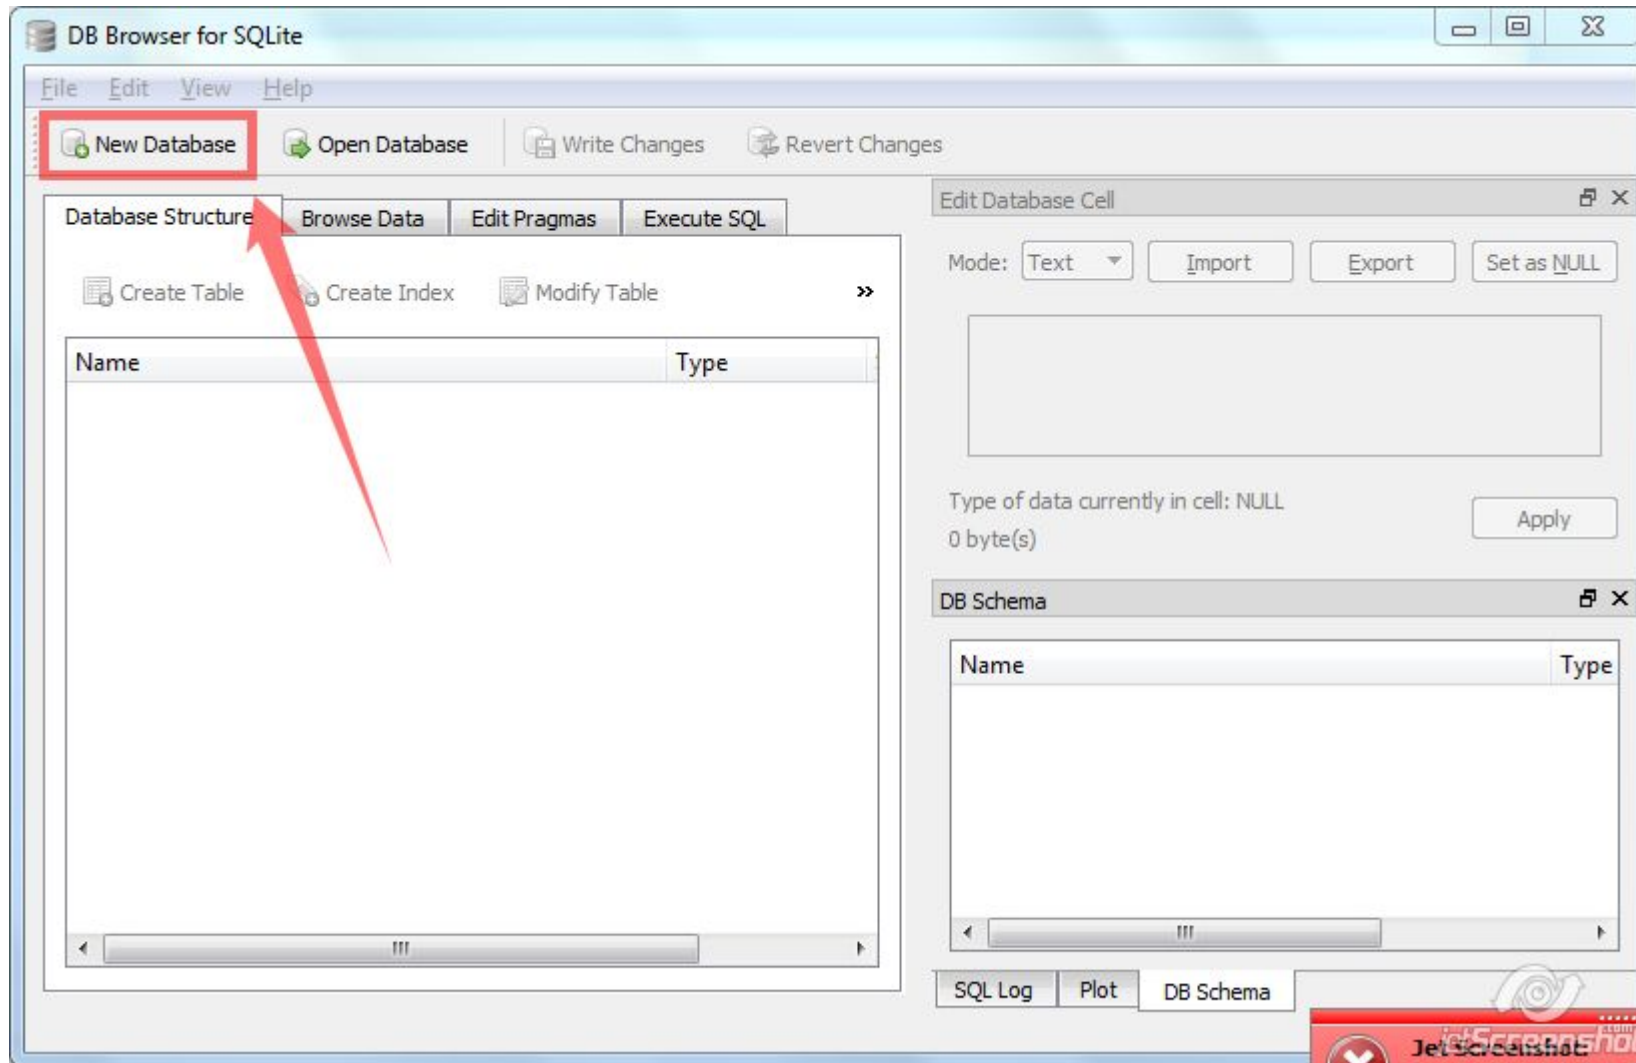 DB Browser for SQLite
File Edit View Help
New Database Open Database Write Changes Revert Changes
Database Structure Browse Data Edit Pragmas Execute SQL
Create Table Create Index Modify Table »
Name Type
Edit Database Cell
Mode: Text Import Export Set as NULL
Type of data currently in cell: NULL
0 byte(s)
Apply
DB Schema
Name Type
SQL Log Plot DB Schema
Jet Screenshot